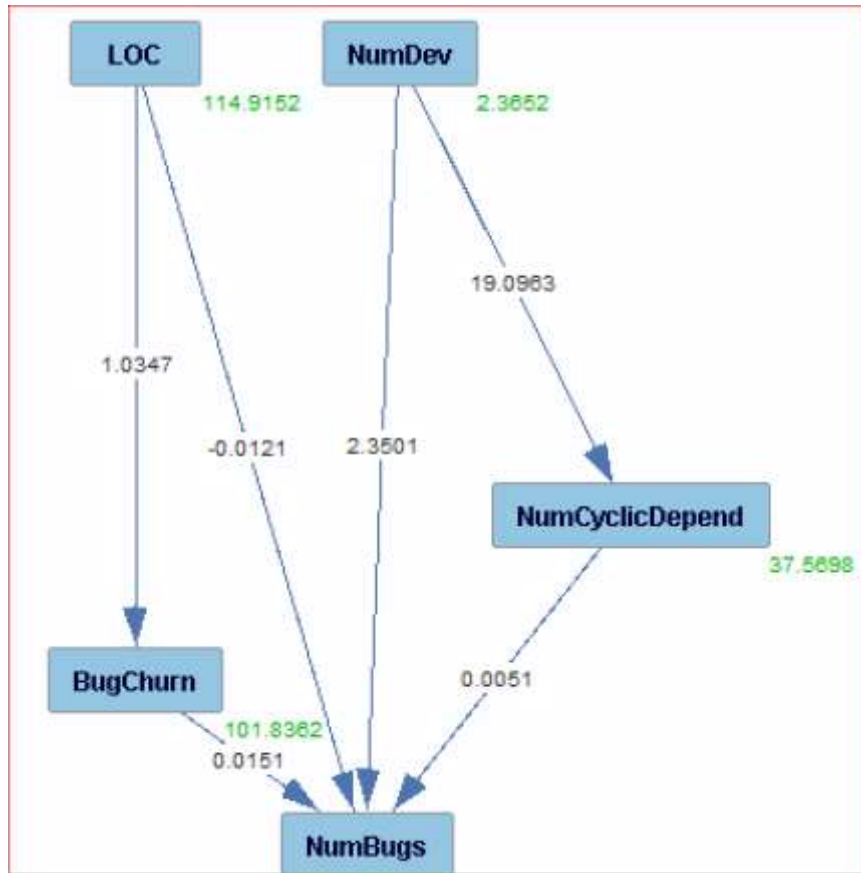 LOC
NumDev
114.9152
2.3652
19.0963
1.0347
-0.0121
2.3501
NumCyclicDepend
37.5698
BugChurn
0.0051
101.8362
0.0151
NumBugs